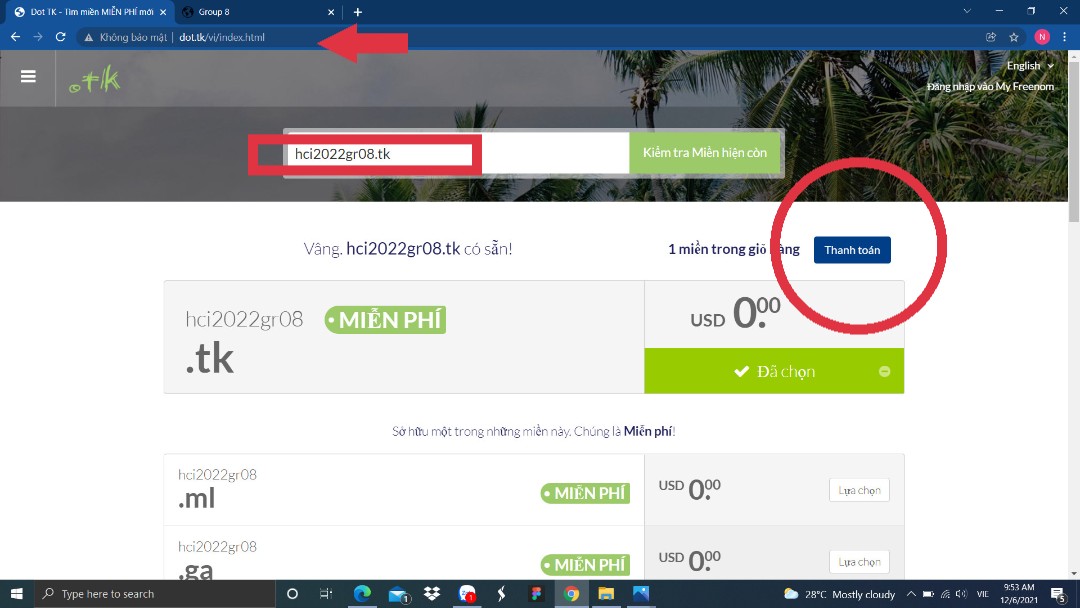 Dot TK - Tìm miền MIỄN PHÍ mới
Group 8
Không bảo mật | dot.tk/vi/index.html
N
.tk
English
Đăng nhập vào My Freenom
hci2022gr08.tk
Kiểm tra Miền hiện còn
Vâng. hci2022gr08.tk có sẵn!
1 miền trong giỏ hàng
Thanh toán
hci2022gr08
.tk
MIỄN PHÍ
USD 0.00
Đã chọn
Sở hữu một trong những miền này. Chúng là Miễn phí!
hci2022gr08
.ml
MIỄN PHÍ
USD 0.00
Lựa chọn
hci2022gr08
.ga
MIỄN PHÍ
USD 0.00
Lựa chọn
Type here to search
1
1
28°C Mostly cloudy
VIE
9:53 AM
12/6/2021
5